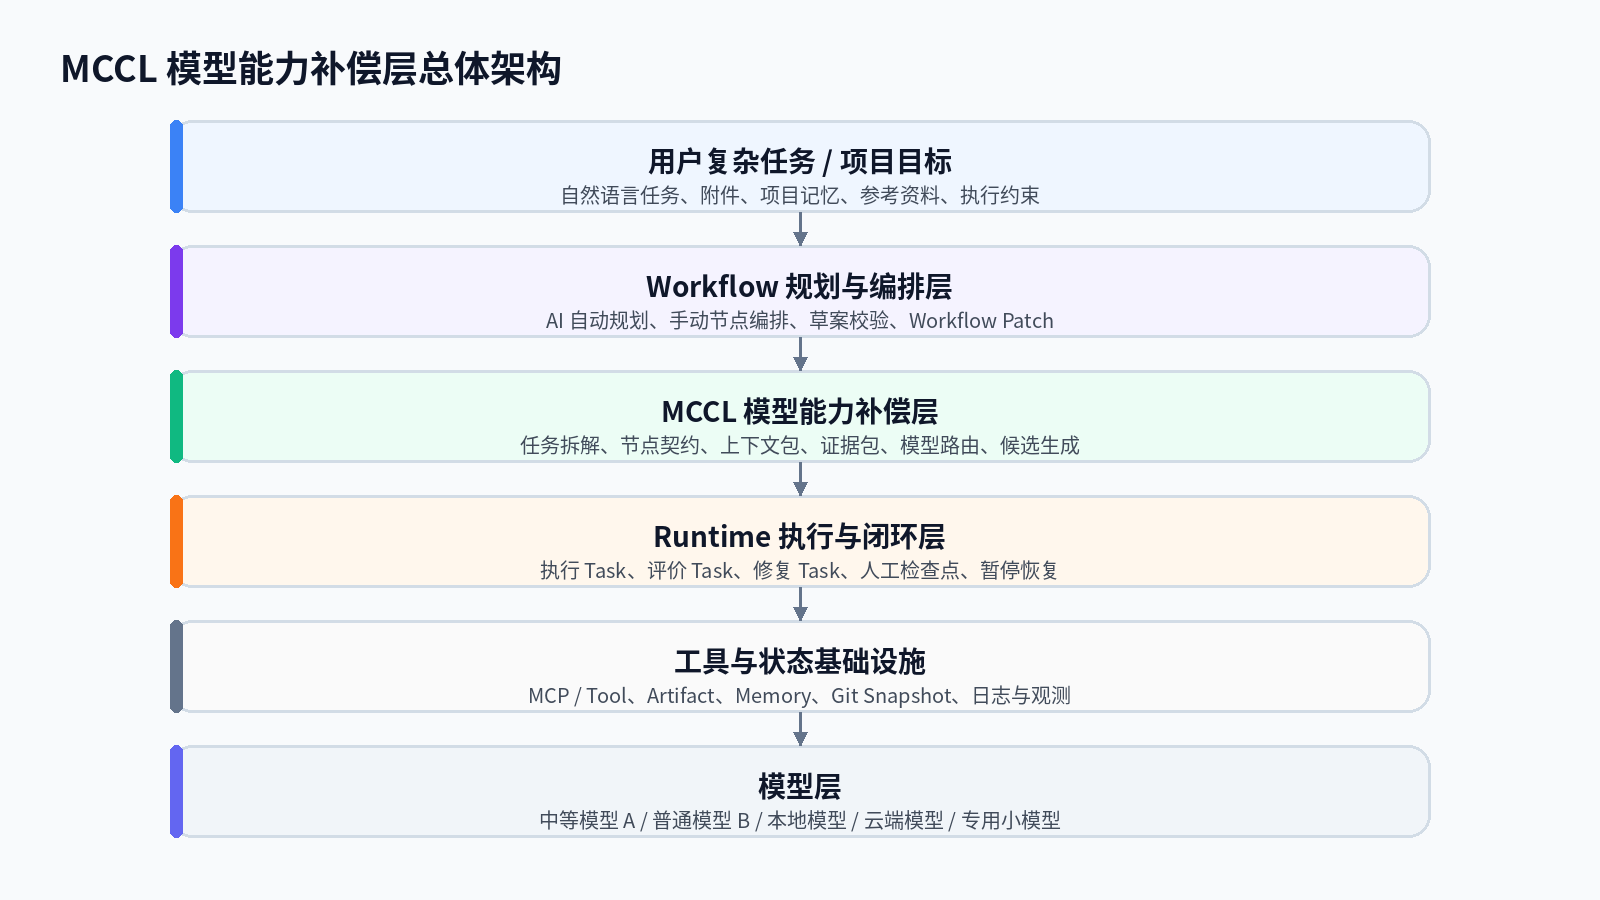 MCCL 模型能力补偿层总体架构
用户复杂任务 / 项目目标
自然语言任务、附件、项目记忆、参考资料、执行约束
Workflow 规划与编排层
AI 自动规划、手动节点编排、草案校验、Workflow Patch
MCCL 模型能力补偿层
任务拆解、节点契约、上下文包、证据包、模型路由、候选生成
Runtime 执行与闭环层
执行 Task、评价 Task、修复 Task、人工检查点、暂停恢复
工具与状态基础设施
MCP / Tool、Artifact、Memory、Git Snapshot、日志与观测
模型层
中等模型 A / 普通模型 B / 本地模型 / 云端模型 / 专用小模型